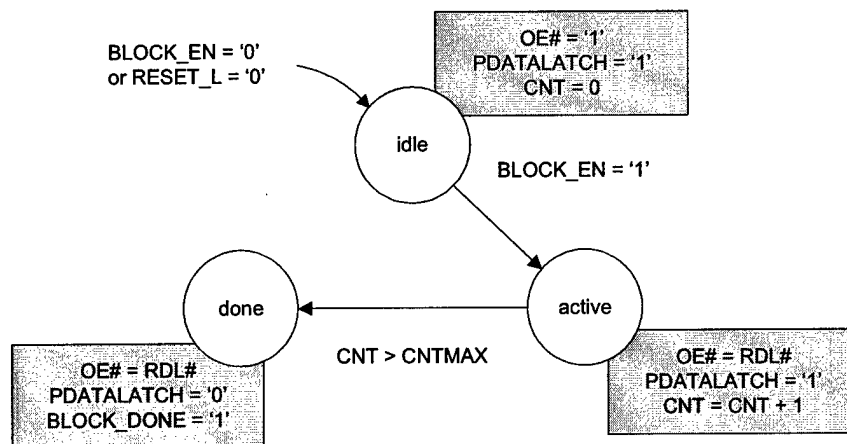 BLOCK_EN = ‘0’
or RESET_L = ‘0’
OE# = ‘1’
PDATALATCH = ‘1’
CNT = 0
idle
BLOCK_EN = ‘1’
done
active
CNT > CNTMAX
OE# = RDL#
PDATALATCH = ‘0’
BLOCK_DONE = ‘1’
OE# = RDL#
PDATALATCH = ‘1’
CNT = CNT + 1